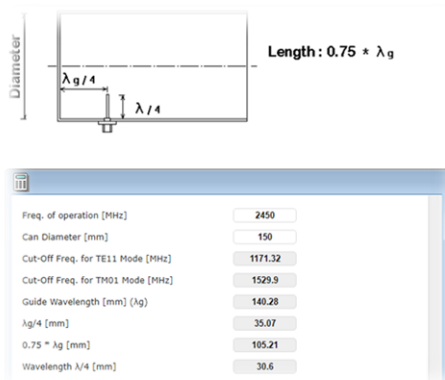 Diameter
Length : 0.75 * λg
λg/4
λ/4
Freq. of operation [MHz] 2450
Can Diameter [mm] 150
Cut-Off Freq. for TE11 Mode [MHz] 1171.32
Cut-Off Freq. for TM01 Mode [MHz] 1529.9
Guide Wavelength [mm] (λg) 140.28
λg/4 [mm] 35.07
0.75 * λg [mm] 105.21
Wavelength λ/4 [mm] 30.6